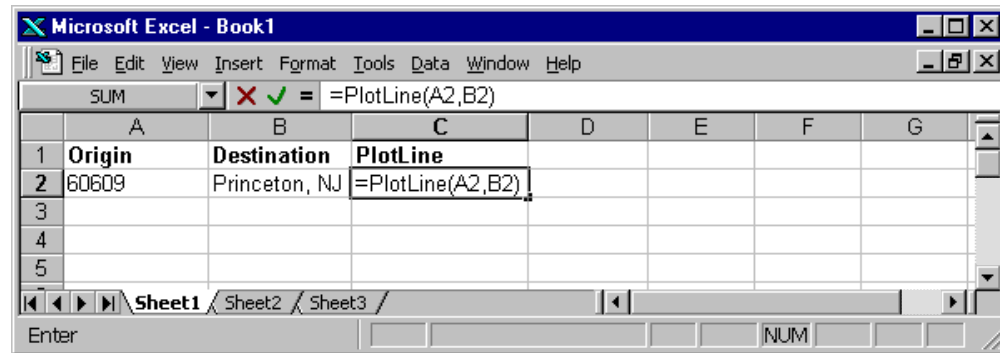 Microsoft Excel - Book1
File Edit View Insert Format Tools Data Window Help
SUM = =PlotLine(A2,B2)
A B C D E F G
1 Origin Destination PlotLine
2 60609 Princeton, NJ =PlotLine(A2,B2)
3
4
5
Sheet1 Sheet2 Sheet3
Enter NUM